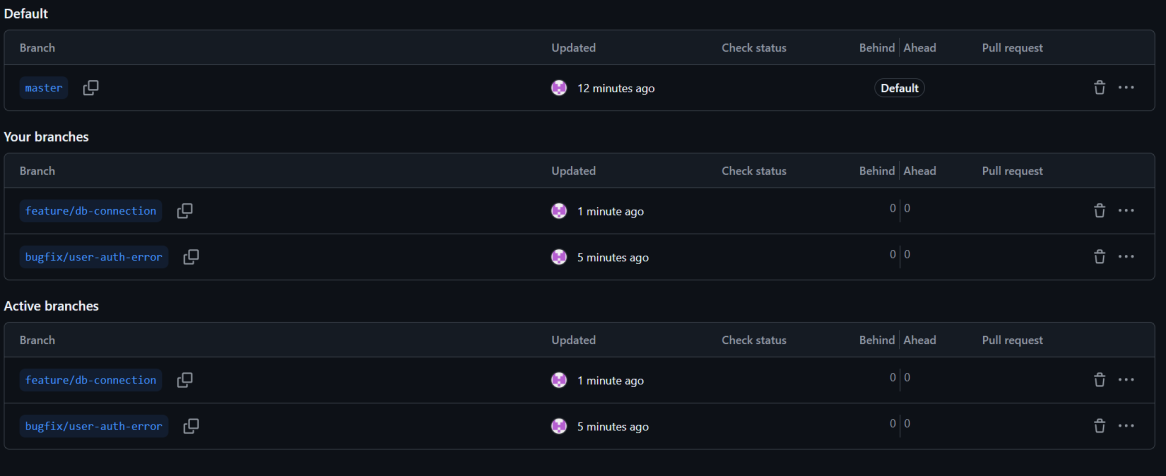 Default
Branch Updated Check status Behind Ahead Pull request
master 12 minutes ago Default
Your branches
Branch Updated Check status Behind Ahead Pull request
feature/db-connection 1 minute ago 0 0
bugfix/user-auth-error 5 minutes ago 0 0
Active branches
Branch Updated Check status Behind Ahead Pull request
feature/db-connection 1 minute ago 0 0
bugfix/user-auth-error 5 minutes ago 0 0